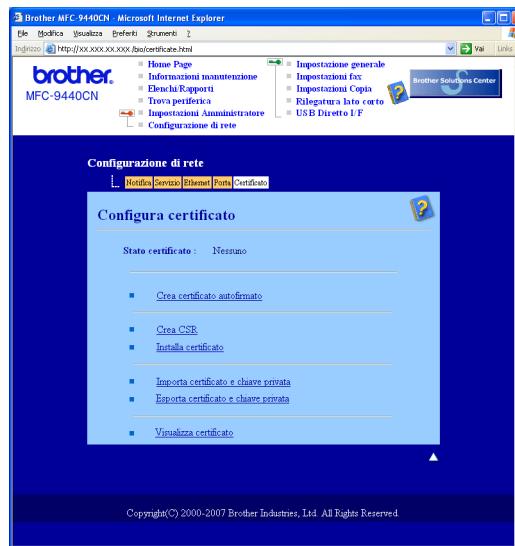 Brother MFC-9440CN - Microsoft Internet Explorer
File Modifica Visualizza Preferiti Strumenti ?
Indirizzo http://XX.XXX.XX.XXX /bio/certificate.html Vai Links
brother.
MFC-9440CN
Home Page
Informazioni manutenzione
Elenchi/Rapporti
Trova periferica
Impostazioni Amministratore
Configurazione di rete
Impostazione generale
Impostazioni fax
Impostazioni Copia
Rilegatura lato corto
USB Diretto I/F
Brother Solutions Center
Configurazione di rete
Notifica Servizio Ethernet Porta Certificato
Configura certificato
Stato certificato : Nessuno
Crea certificato autofirmato
Crea CSR
Installa certificato
Importa certificato e chiave privata
Esporta certificato e chiave privata
Visualizza certificato
Copyright(C) 2000-2007 Brother Industries, Ltd. All Rights Reserved.